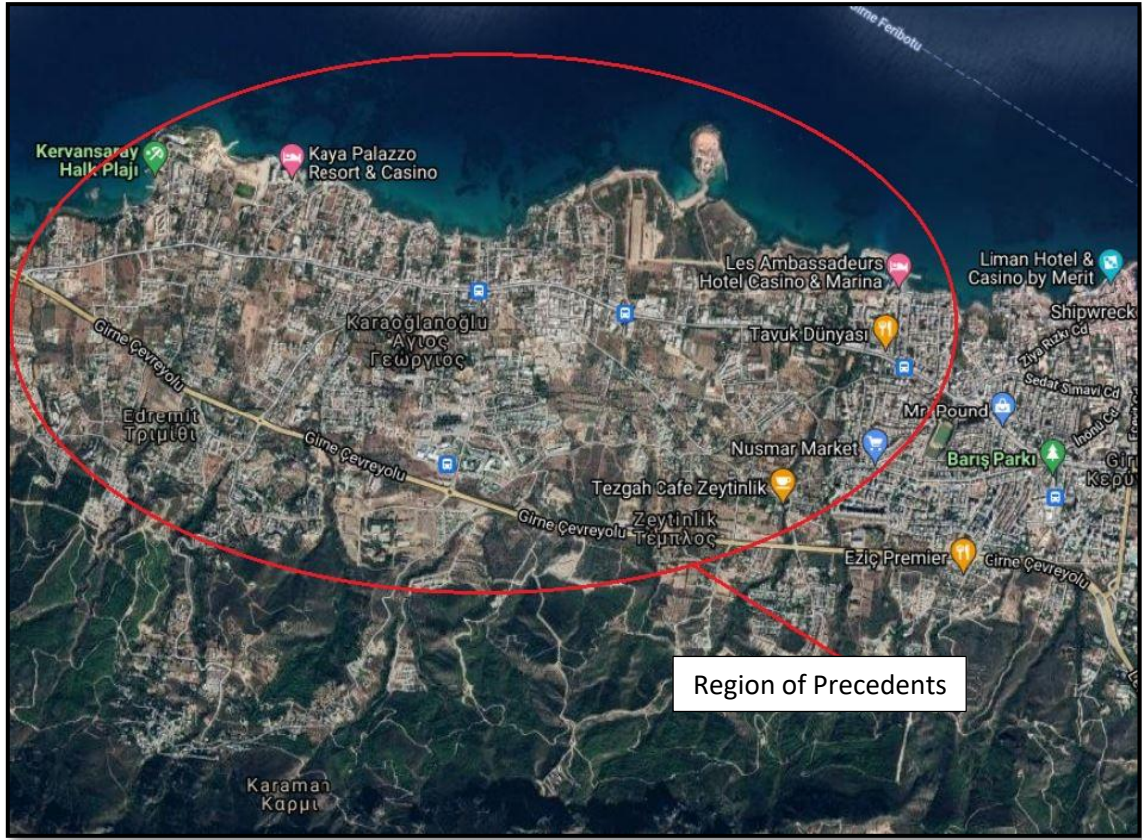 Girne Feribotu
Kervansaray
Halk Plajı
Kaya Palazzo
Resort & Casino
Les Ambassadeurs
Hotel Casino & Marina
Liman Hotel &
Casino by Merit
Shipwreck
Ziya Rızkı Cd
Karaoğlanoğlu
Άγιος
Γεώργιος
Tavuk Dünyası
Sedat Simavi Cd
Girne Çevreyolu
Edremit
Τριμίθι
Mr. Pound
İnönü Cd
Girne Çevreyolu
Nusmar Market
Barış Parkı
Tezgah Cafe Zeytinlik
Girne Çevreyolu
Zeytinlik
Τέμπλος
Eziç Premier
Girne Çevreyolu
Region of Precedents
Karaman
Κάρμι